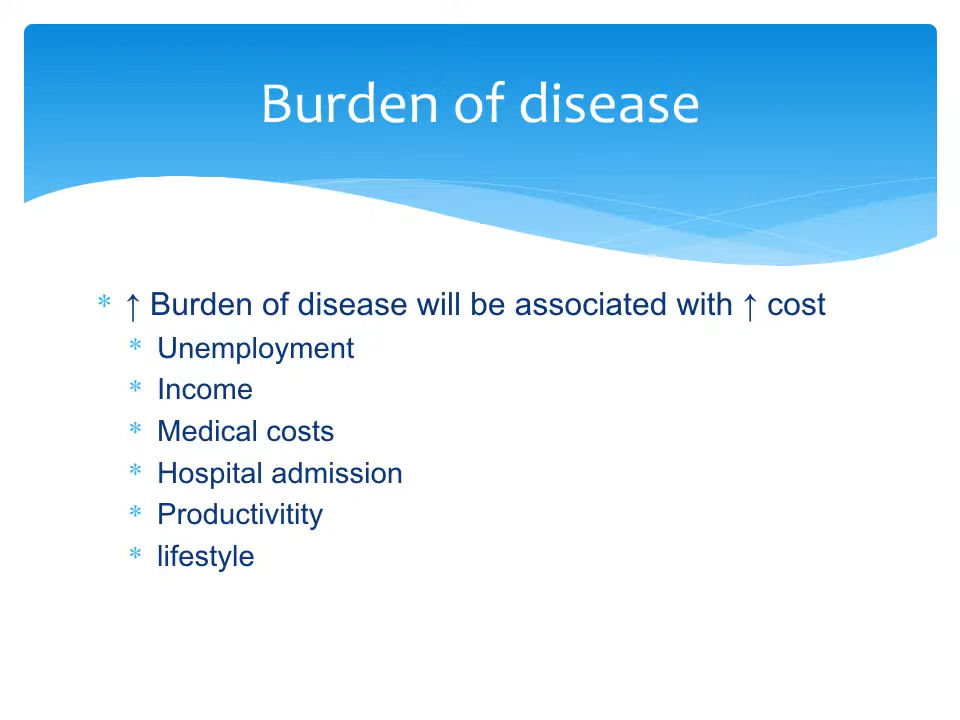 Burden of disease
* ↑ Burden of disease will be associated with ↑ cost
* Unemployment
* Income
* Medical costs
* Hospital admission
* Productivitity
* lifestyle